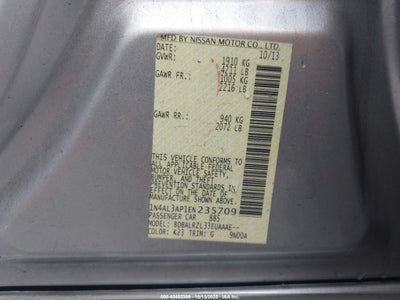 MFD BY NISSAN MOTOR CO., LTD.
DATE: 10/13
GVWR: 1910 KG
4211 LB
GAWR FR: 1005 KG
2216 LB
GAWR RR: 940 KG
2072 LB
THIS VEHICLE CONFORMS TO
ALL APPLICABLE FEDERAL
MOTOR VEHICLE SAFETY,
BUMPER, AND THEFT
PREVENTION STANDARDS IN
EFFECT ON THE DATE OF
MANUFACTURE SHOWN ABOVE.
1N4AL3AP1EN235709
PASSENGER CAR 885
MODEL: BDBALRZL33EUAAAE--
COLOR: K23 TRIM: G